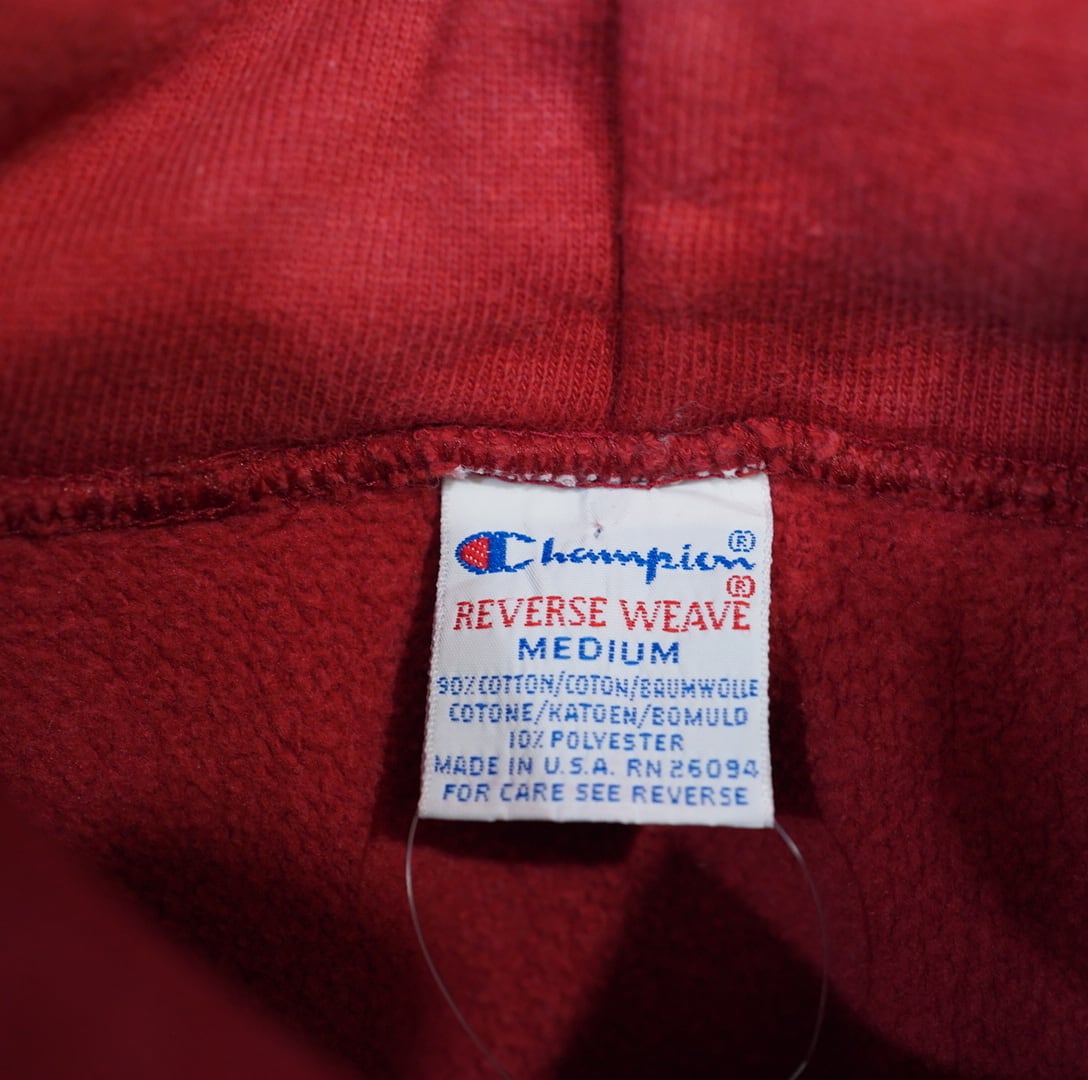 Champion®
REVERSE WEAVE®
MEDIUM
90% COTTON/COTON/BAUMWOLLE
COTONE/KATOEN/BOMULD
10% POLYESTER
MADE IN U.S.A. RN 26094
FOR CARE SEE REVERSE